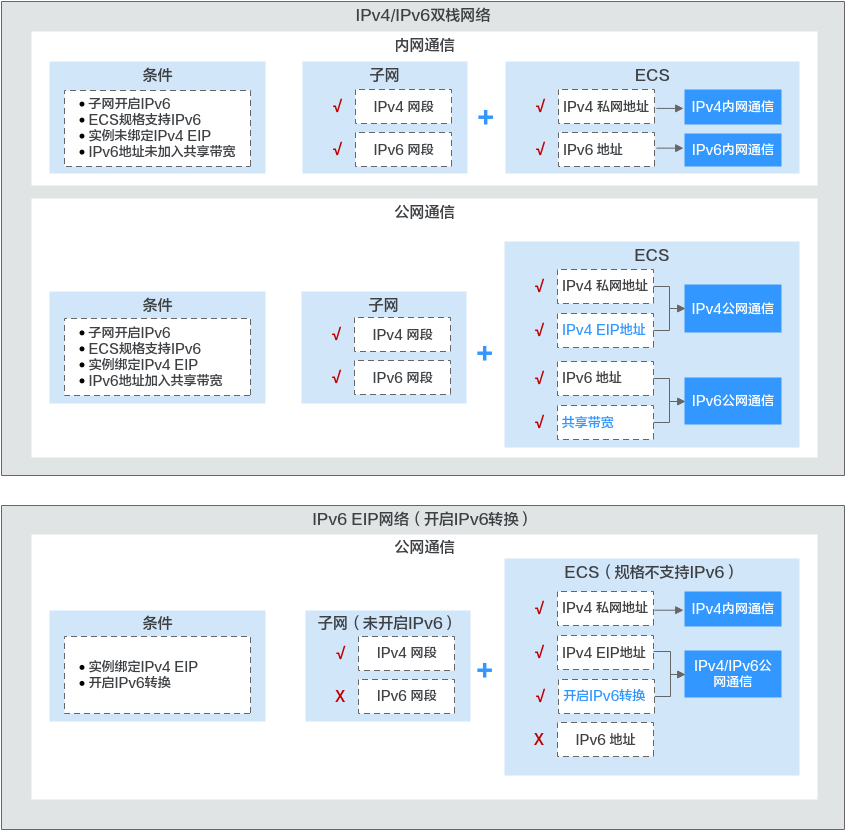 IPv4/IPv6双栈网络
内网通信
条件
● 子网开启IPv6
● ECS规格支持IPv6
● 实例未绑定IPv4 EIP
● IPv6地址未加入共享带宽
子网
√ IPv4 网段
√ IPv6 网段
+
ECS
√ IPv4 私网地址
IPv4内网通信
√ IPv6 地址
IPv6内网通信
公网通信
条件
● 子网开启IPv6
● ECS规格支持IPv6
● 实例绑定IPv4 EIP
● IPv6地址加入共享带宽
子网
√ IPv4 网段
√ IPv6 网段
+
ECS
√ IPv4 私网地址
√ IPv4 EIP地址
IPv4公网通信
√ IPv6 地址
√ 共享带宽
IPv6公网通信
IPv6 EIP网络（开启IPv6转换）
公网通信
条件
● 实例绑定IPv4 EIP
● 开启IPv6转换
子网（未开启IPv6）
√ IPv4 网段
X IPv6 网段
+
ECS（规格不支持IPv6）
√ IPv4 私网地址
IPv4内网通信
√ IPv4 EIP地址
√ 开启IPv6转换
IPv4/IPv6公
网通信
X IPv6 地址